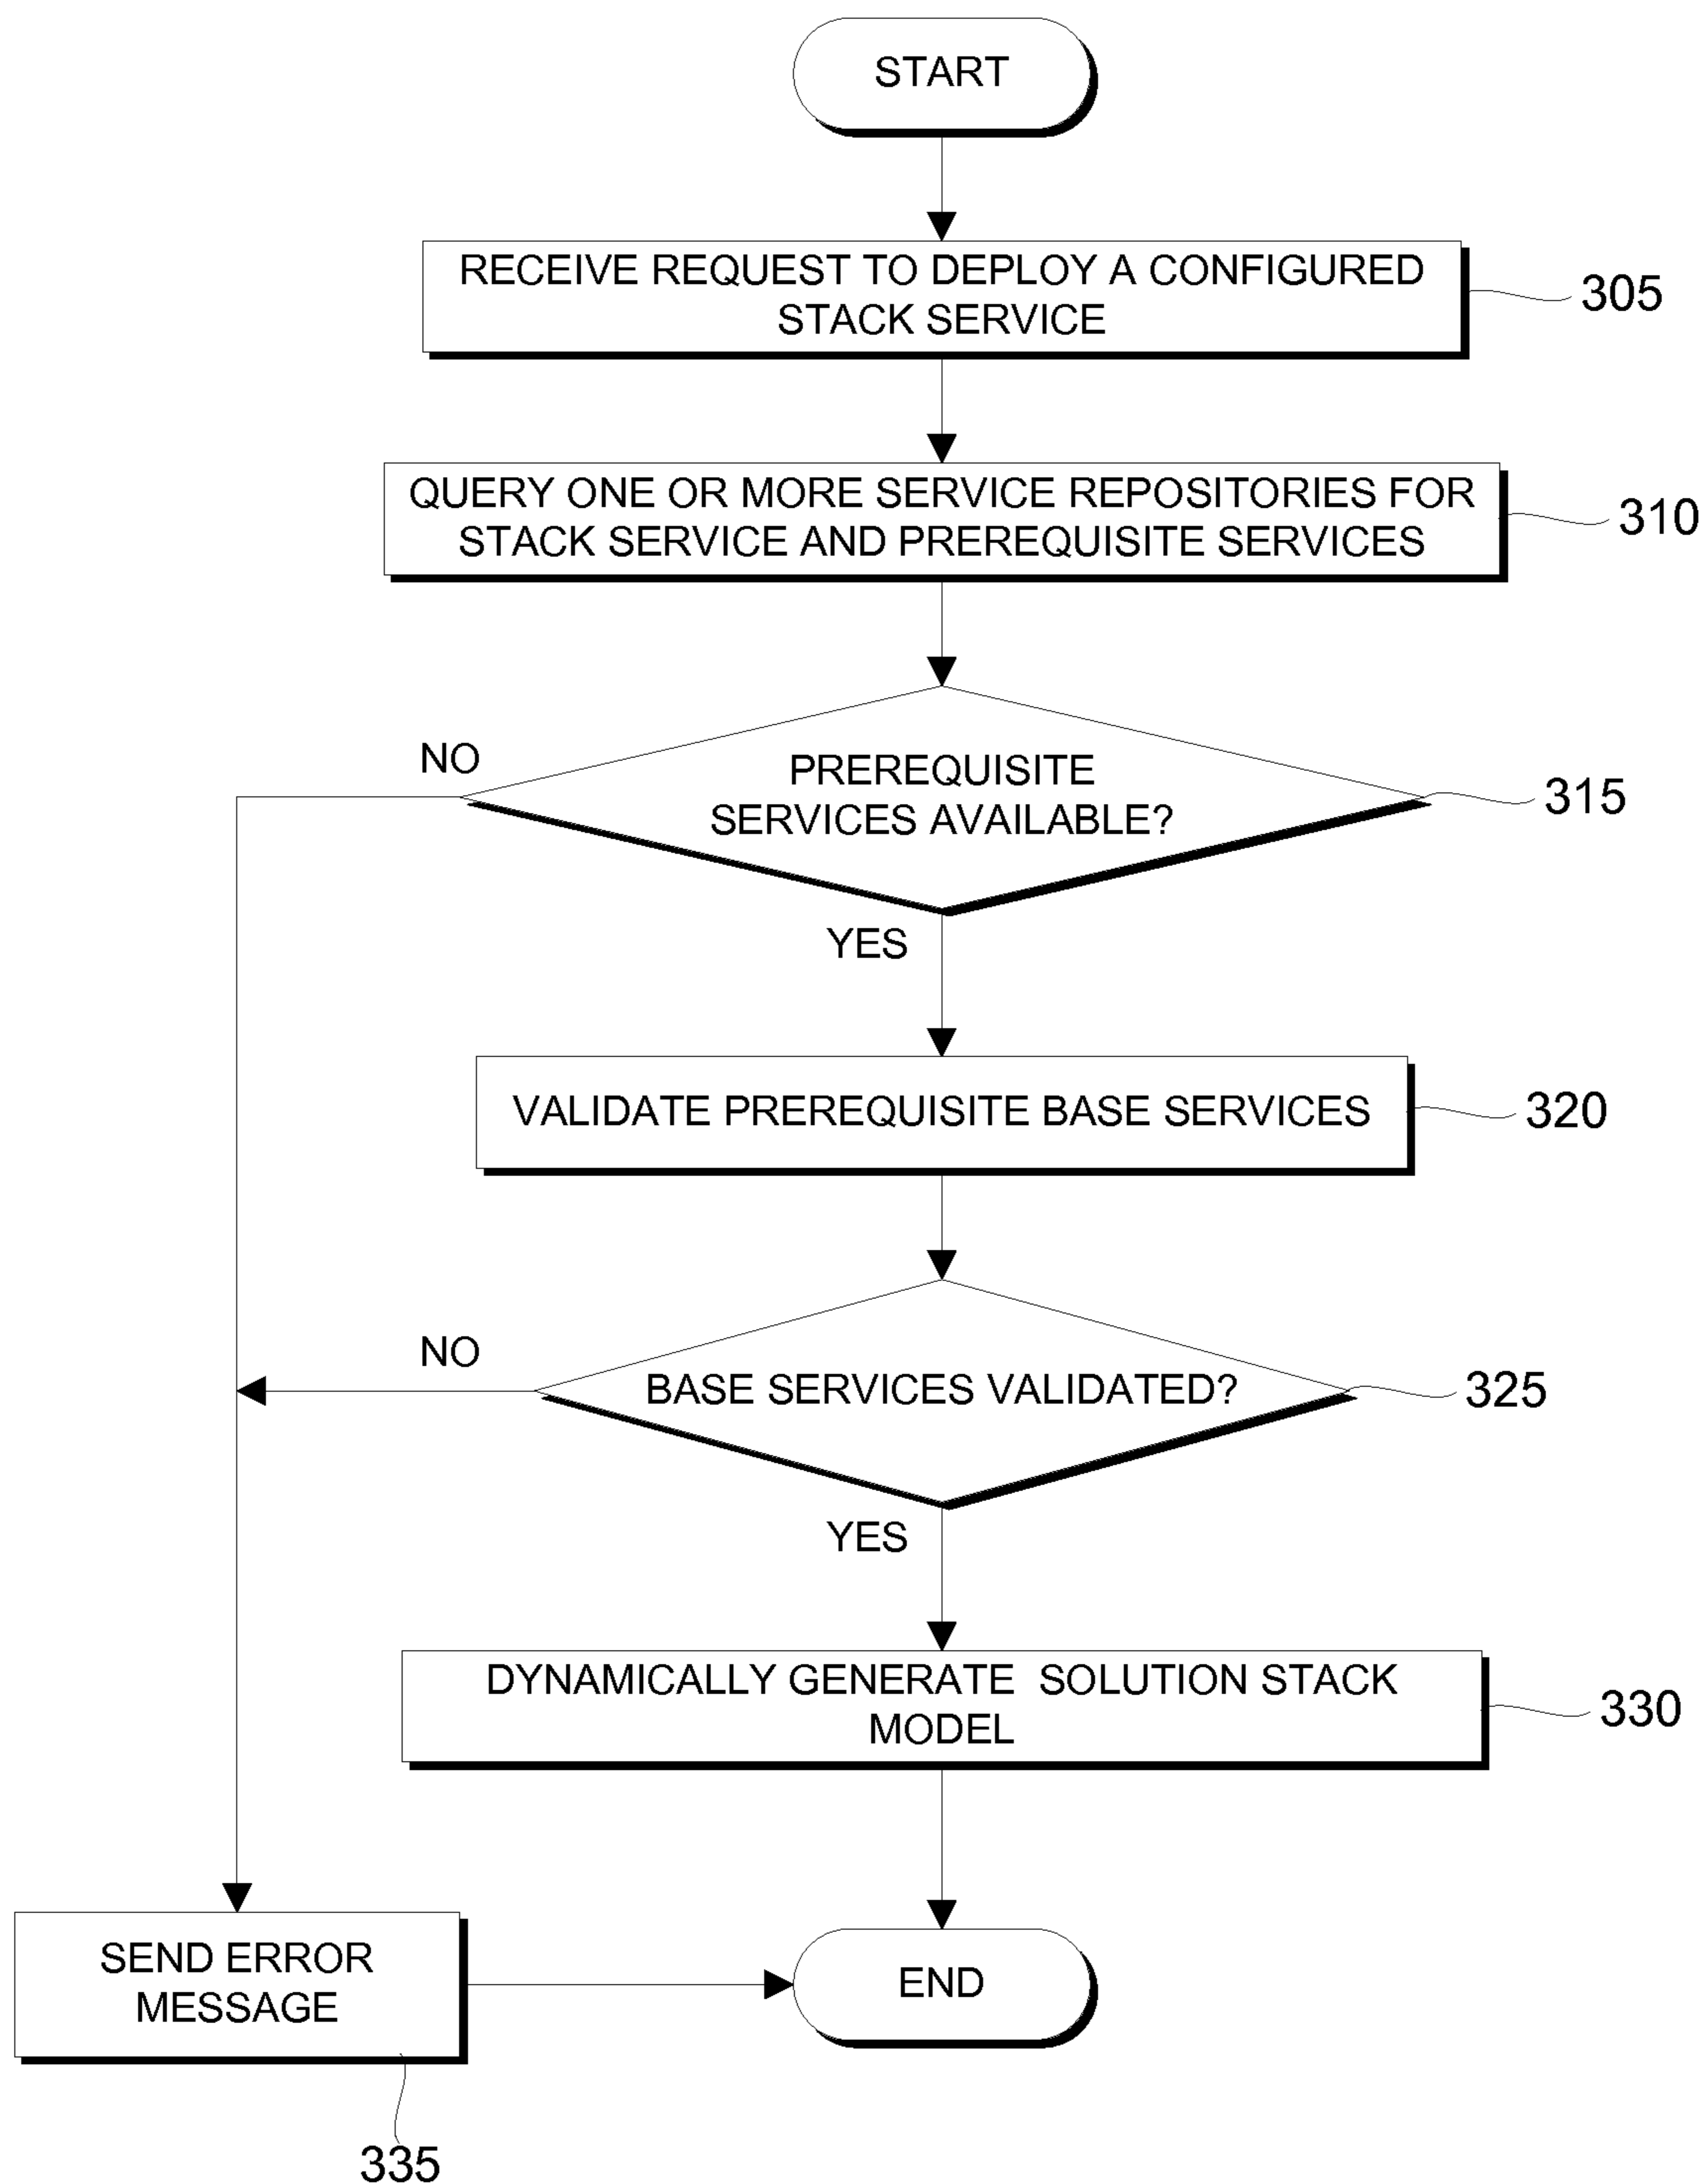 START
RECEIVE REQUEST TO DEPLOY A CONFIGURED
STACK SERVICE
305
QUERY ONE OR MORE SERVICE REPOSITORIES FOR
STACK SERVICE AND PREREQUISITE SERVICES
310
NO
PREREQUISITE
SERVICES AVAILABLE?
315
YES
VALIDATE PREREQUISITE BASE SERVICES
320
NO
BASE SERVICES VALIDATED?
325
YES
DYNAMICALLY GENERATE SOLUTION STACK
MODEL
330
SEND ERROR
MESSAGE
END
335